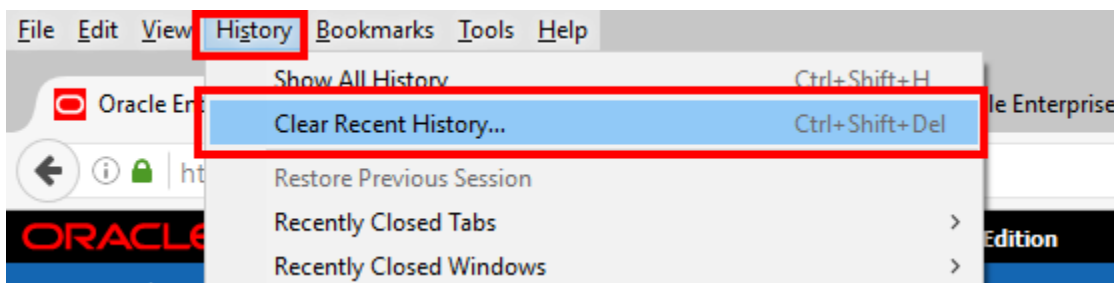 File Edit View History Bookmarks Tools Help
Show All History Ctrl+Shift+H
Oracle Ent le Enterprise
Clear Recent History... Ctrl+Shift+Del
ht
Restore Previous Session
ORACLE Recently Closed Tabs > Edition
Recently Closed Windows >